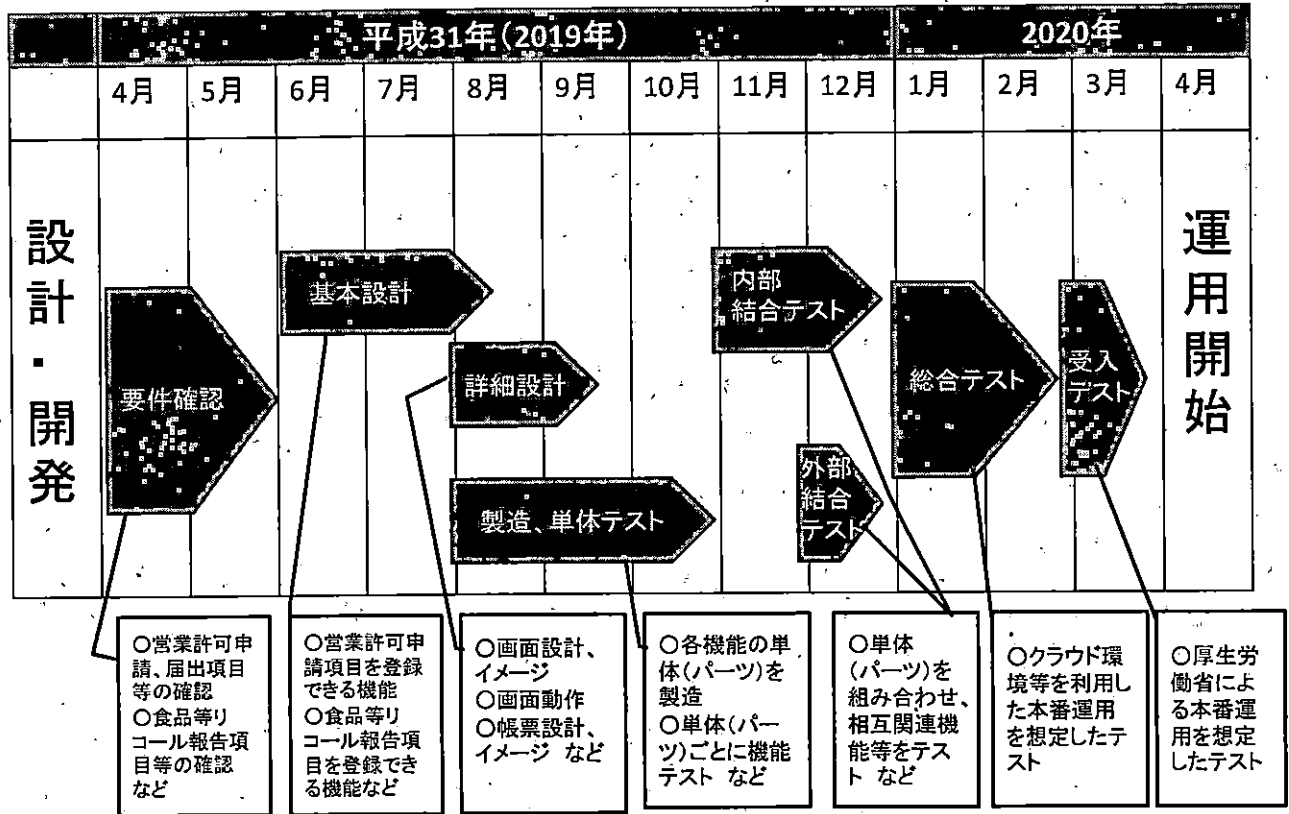 平成31年(2019年)
2020年
4月
5月
6月
7月
8月
9月
10月
11月
12月
1月
2月
3月
4月
設計・開発
要件確認
基本設計
詳細設計
製造、単体テスト
内部
結合テスト
外部
結合
テスト
総合テスト
受入
テスト
運用開始
○営業許可申
請、届出項目
等の確認
○食品等リ
コール報告項
目等の確認
など
○営業許可申
請項目を登録
できる機能
○食品等リ
コール報告項
目を登録でき
る機能など
○画面設計、
イメージ
○画面動作
○帳票設計、
イメージ など
○各機能の単
体(パーツ)を
製造
○単体(パー
ツ)ごとに機能
テスト など
○単体
(パーツ)を
組み合わせ、
相互関連機
能等をテス
ト など
○クラウド環
境等を利用し
た本番運用
を想定したテ
スト
○厚生労
働省によ
る本番運
用を想定
したテスト